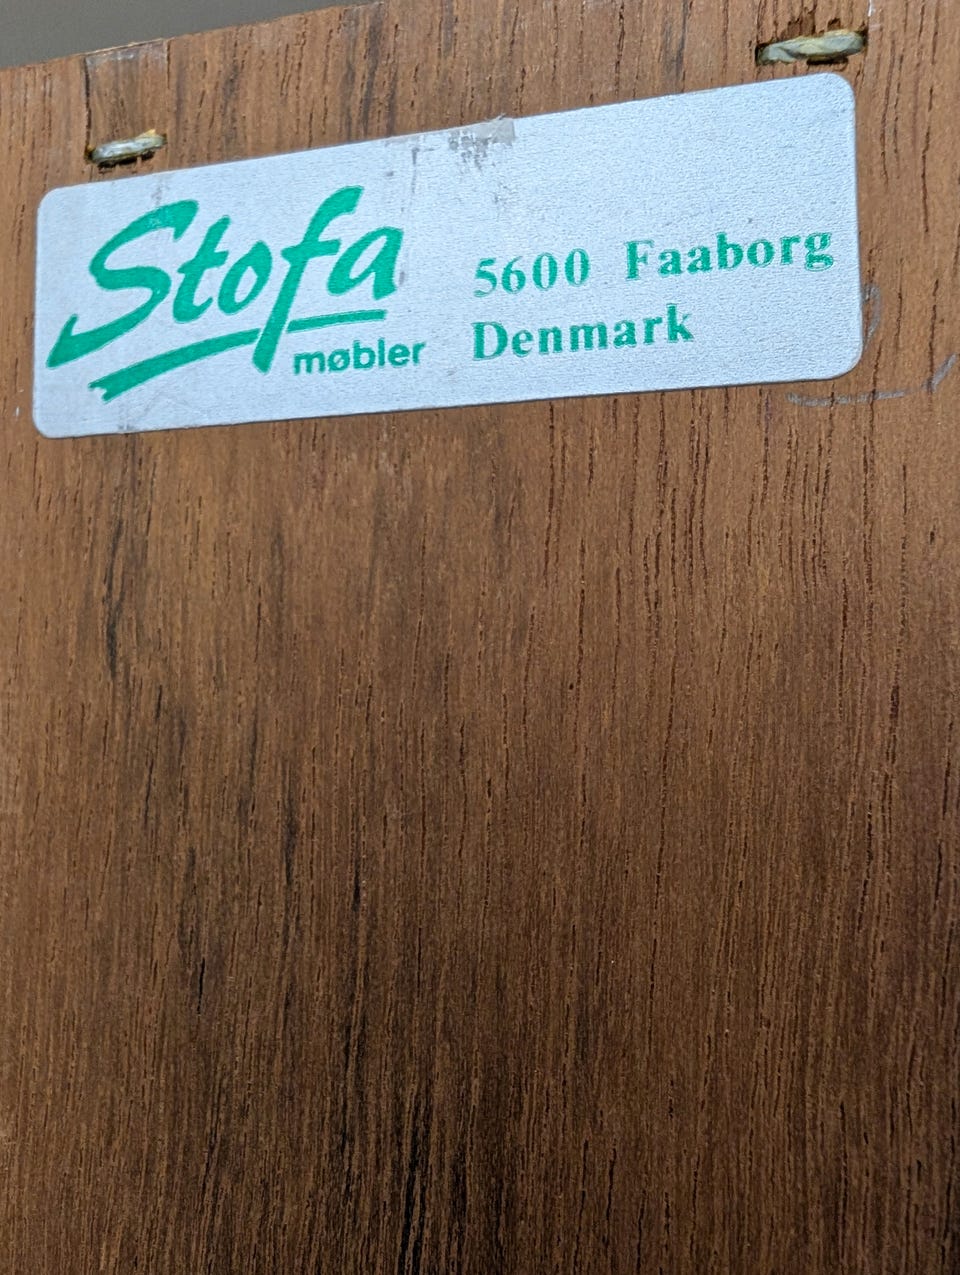 Stofa
møbler
5600 Faaborg
Denmark